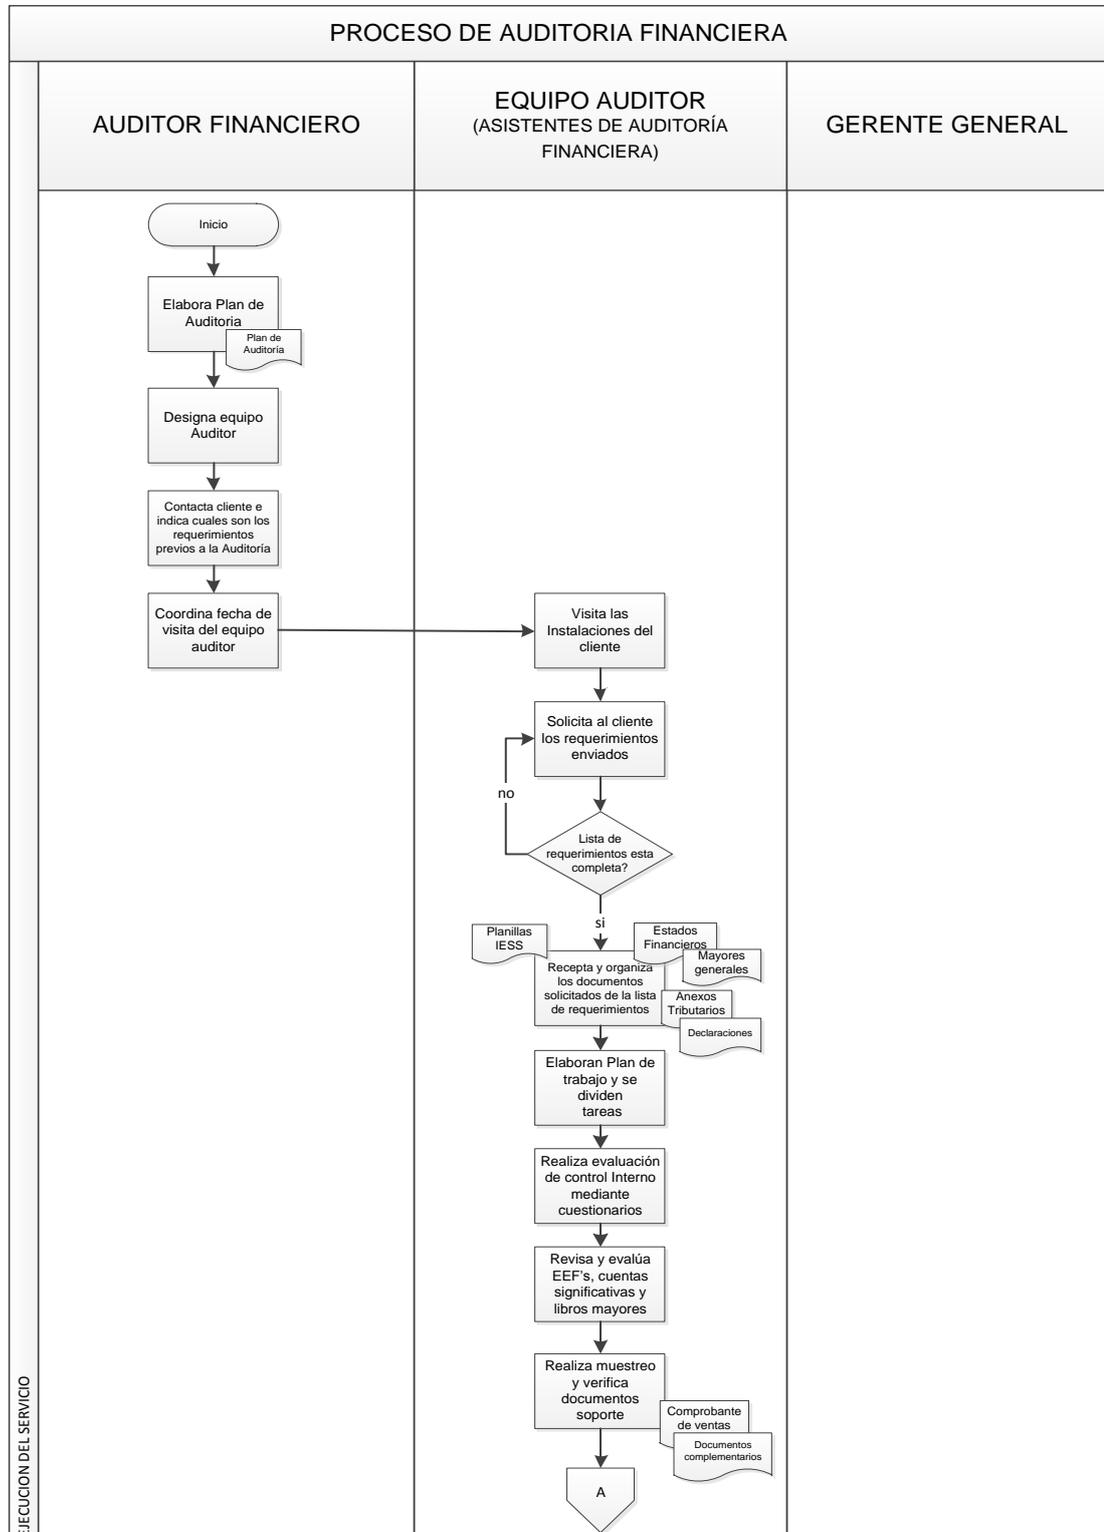 PROCESO DE AUDITORIA FINANCIERA
AUDITOR FINANCIERO
EQUIPO AUDITOR
(ASISTENTES DE AUDITORÍA
FINANCIERA)
GERENTE GENERAL
Inicio
Elabora Plan de
Auditoria
Plan de
Auditoría
Designa equipo
Auditor
Contacta cliente e
indica cuales son los
requerimientos
previos a la Auditoría
Coordina fecha de
visita del equipo
auditor
Visita las
Instalaciones del
cliente
Solicita al cliente
los requerimientos
enviados
no
Lista de
requerimientos esta
completa?
si
Planillas
IESS
Estados
Financieros
Mayores
generales
Recepta y organiza
los documentos
solicitados de la lista
de requerimientos
Anexos
Tributarios
Declaraciones
Elaboran Plan de
trabajo y se
dividen
tareas
Realiza evaluación
de control Interno
mediante
cuestionarios
Revisa y evalúa
EEF's, cuentas
significativas y
libros mayores
Realiza muestreo
y verifica
documentos
soporte
Comprobante
de ventas
Documentos
complementarios
A
EJECUCION DEL SERVICIO